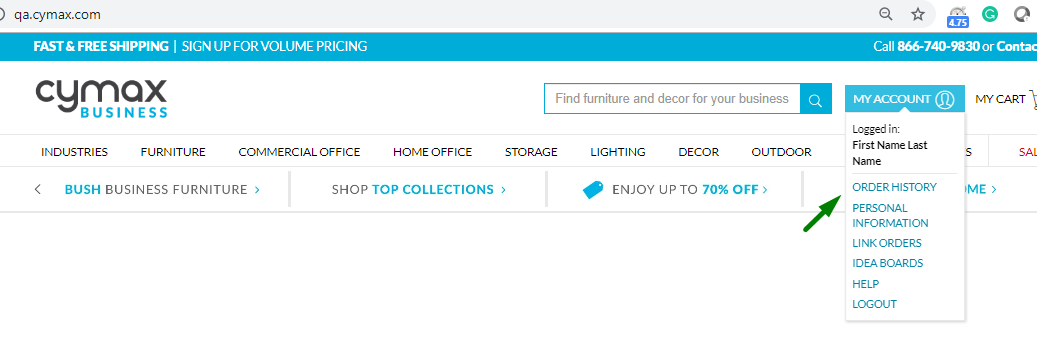 qa.cymax.com
4.75
FAST & FREE SHIPPING | SIGN UP FOR VOLUME PRICING
Call 866-740-9830 or Contac
cymax
BUSINESS
Find furniture and decor for your business
MY ACCOUNT
MY CART
Logged in:
First Name Last
Name
INDUSTRIES FURNITURE COMMERCIAL OFFICE HOME OFFICE STORAGE LIGHTING DECOR OUTDOOR S SAL
< BUSH BUSINESS FURNITURE > SHOP TOP COLLECTIONS > ENJOY UP TO 70% OFF > OME >
ORDER HISTORY
PERSONAL
INFORMATION
LINK ORDERS
IDEA BOARDS
HELP
LOGOUT